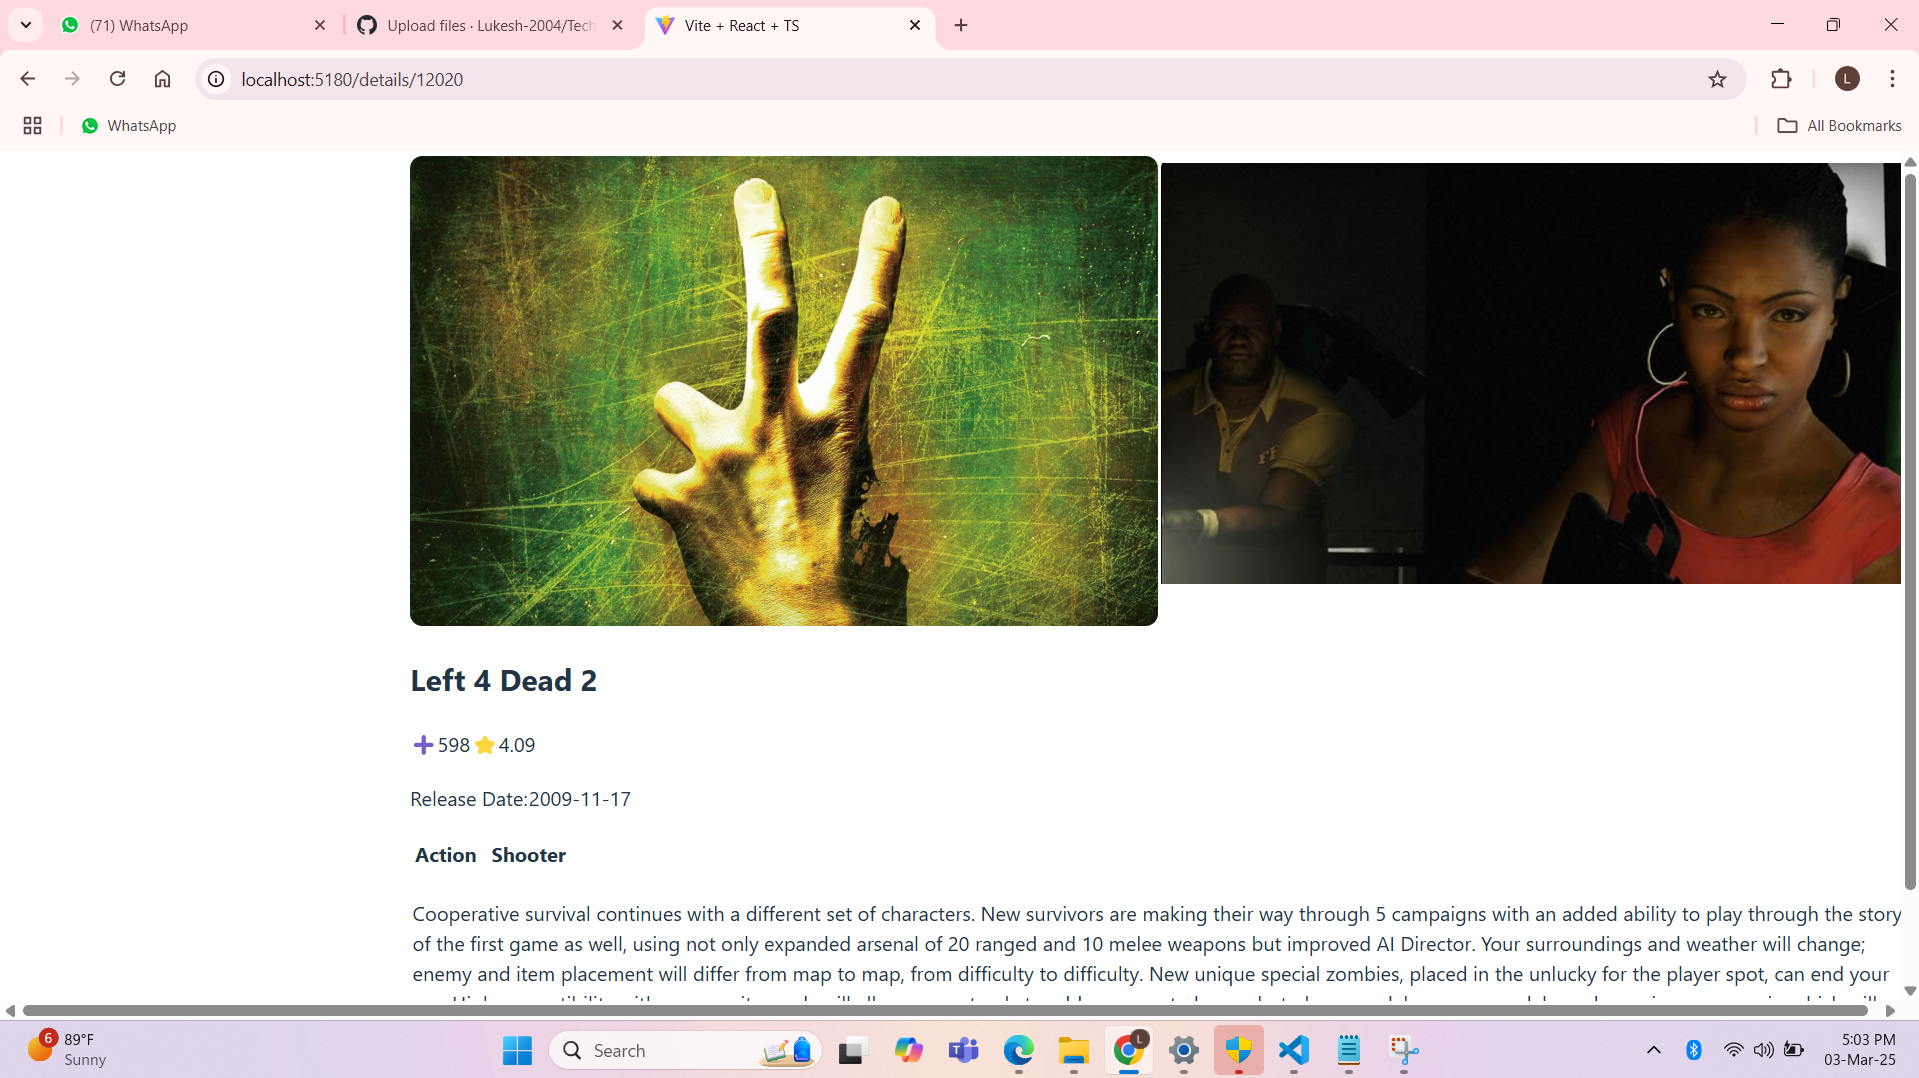 (71) WhatsApp
Upload files · Lukesh-2004/Tech
Vite + React + TS
localhost:5180/details/12020
L
WhatsApp
All Bookmarks
Left 4 Dead 2
598 4.09
Release Date:2009-11-17
Action Shooter
Cooperative survival continues with a different set of characters. New survivors are making their way through 5 campaigns with an added ability to play through the story
of the first game as well, using not only expanded arsenal of 20 ranged and 10 melee weapons but improved AI Director. Your surroundings and weather will change;
enemy and item placement will differ from map to map, from difficulty to difficulty. New unique special zombies, placed in the unlucky for the player spot, can end your
6
89°F
Sunny
Search
L
5:03 PM
03-Mar-25